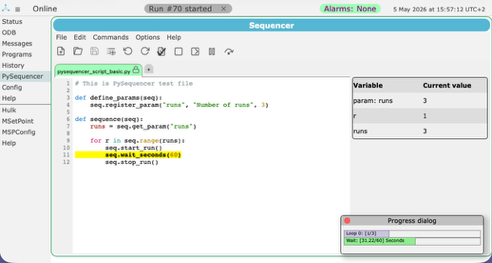 Online
Run #70 started ×
Alarms: None
5 May 2026 at 15:57:12 UTC+2
Status
ODB
Messages
Programs
History
PySequencer
Config
Help
Hulk
MSetPoint
MSPConfig
Help
Sequencer
File Edit Commands Options Help
pysequencer_script_basic.py
+
1 # This is PySequencer test file
2
3 def define_params(seq):
4 seq.register_param("runs", "Number of runs", 3)
5
6 def sequence(seq):
7 runs = seq.get_param("runs")
8
9 for r in seq.range(runs):
10 seq.start_run()
11 seq.wait_seconds(60)
12 seq.stop_run()
Variable Current value
param: runs 3
r 1
runs 3
Progress dialog
Loop 0: [1/3]
Wait: [31.22/60] Seconds